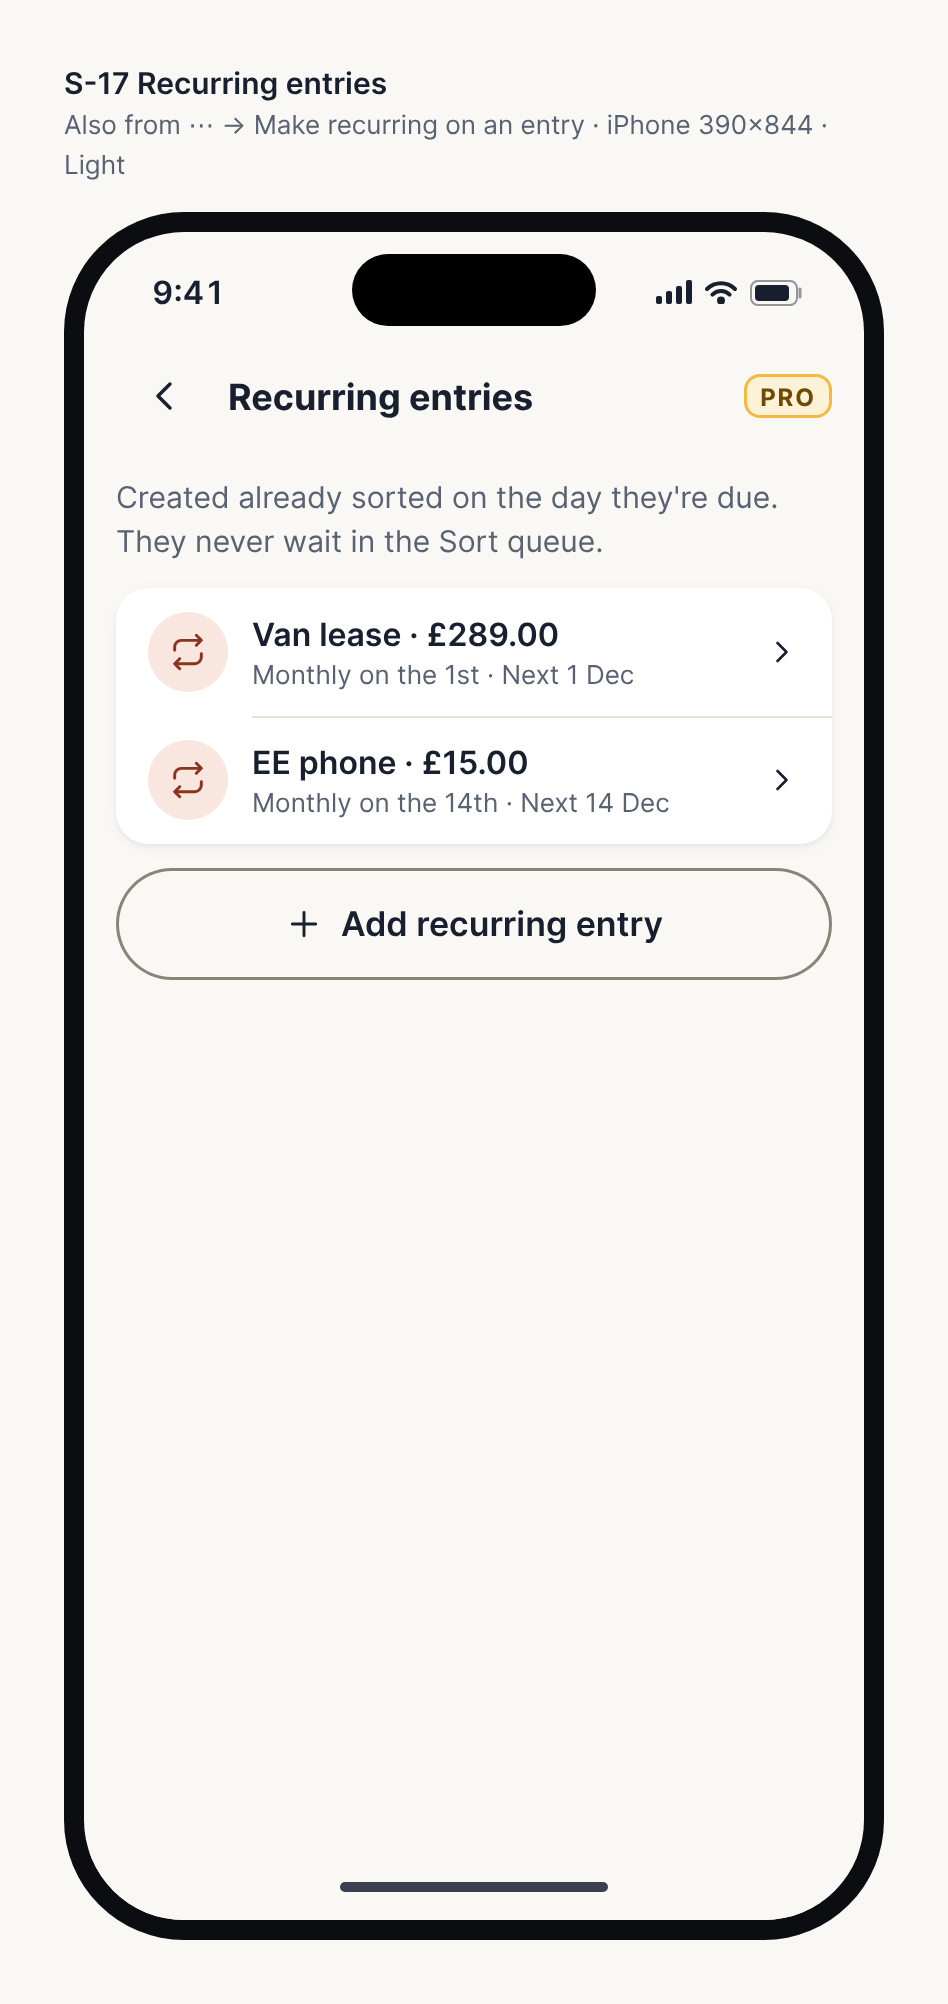 S-17 Recurring entries
Also from ··· → Make recurring on an entry · iPhone 390×844 ·
Light
9:41
Recurring entries
PRO
Created already sorted on the day they're due.
They never wait in the Sort queue.
Van lease · £289.00
Monthly on the 1st · Next 1 Dec
EE phone · £15.00
Monthly on the 14th · Next 14 Dec
+ Add recurring entry